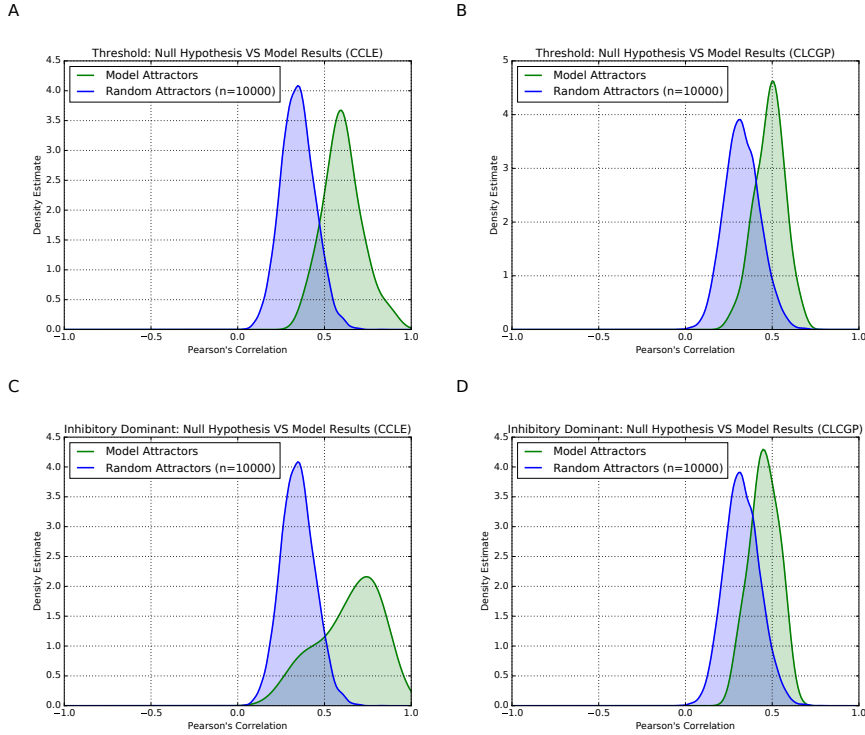 A
Threshold: Null Hypothesis VS Model Results (CCLE)
4.5
4.0
3.5
3.0
2.5
2.0
1.5
1.0
0.5
0.0
Density Estimate
Model Attractors
Random Attractors (n=10000)
−1.0 −0.5 0.0 0.5 1.0
Pearson's Correlation
B
Threshold: Null Hypothesis VS Model Results (CLCGP)
5
4
3
2
1
0
Density Estimate
Model Attractors
Random Attractors (n=10000)
−1.0 −0.5 0.0 0.5 1.0
Pearson's Correlation
C
Inhibitory Dominant: Null Hypothesis VS Model Results (CCLE)
4.5
4.0
3.5
3.0
2.5
2.0
1.5
1.0
0.5
0.0
Density Estimate
Model Attractors
Random Attractors (n=10000)
−1.0 −0.5 0.0 0.5 1.0
Pearson's Correlation
D
Inhibitory Dominant: Null Hypothesis VS Model Results (CLCGP)
4.5
4.0
3.5
3.0
2.5
2.0
1.5
1.0
0.5
0.0
Density Estimate
Model Attractors
Random Attractors (n=10000)
−1.0 −0.5 0.0 0.5 1.0
Pearson's Correlation